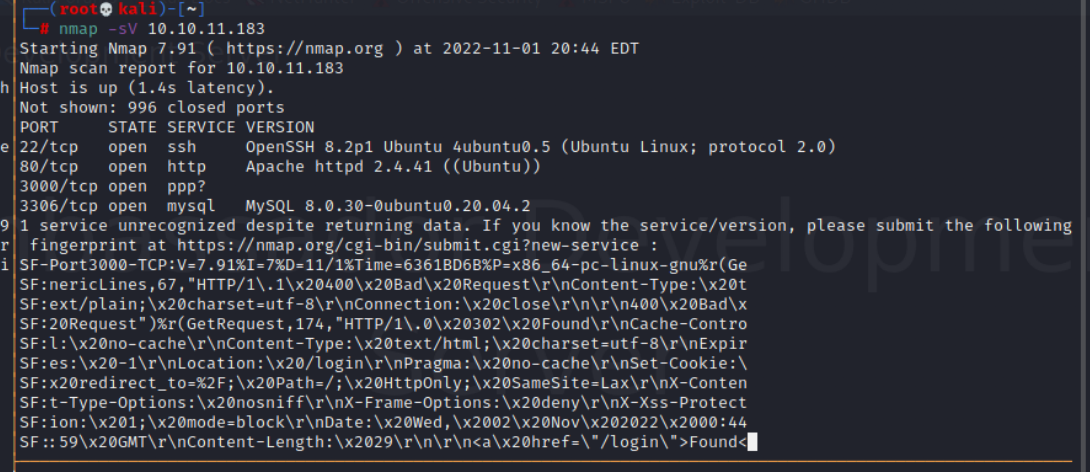 (root💀kali)-[~]
# nmap -sV 10.10.11.183
Starting Nmap 7.91 ( https://nmap.org ) at 2022-11-01 20:44 EDT
Nmap scan report for 10.10.11.183
Host is up (1.4s latency).
Not shown: 996 closed ports
PORT     STATE SERVICE VERSION
22/tcp   open  ssh     OpenSSH 8.2p1 Ubuntu 4ubuntu0.5 (Ubuntu Linux; protocol 2.0)
80/tcp   open  http    Apache httpd 2.4.41 ((Ubuntu))
3000/tcp open  ppp?
3306/tcp open  mysql   MySQL 8.0.30-0ubuntu0.20.04.2
1 service unrecognized despite returning data. If you know the service/version, please submit the following
fingerprint at https://nmap.org/cgi-bin/submit.cgi?new-service :
SF-Port3000-TCP:V=7.91%I=7%D=11/1%Time=6361BD6B%P=x86_64-pc-linux-gnu%r(Ge
SF:nericLines,67,"HTTP/1\.1\x20400\x20Bad\x20Request\r\nContent-Type:\x20t
SF:ext/plain;\x20charset=utf-8\r\nConnection:\x20close\r\n\r\n400\x20Bad\x
SF:20Request")%r(GetRequest,174,"HTTP/1\.0\x20302\x20Found\r\nCache-Contro
SF:l:\x20no-cache\r\nContent-Type:\x20text/html;\x20charset=utf-8\r\nExpir
SF:es:\x20-1\r\nLocation:\x20/login\r\nPragma:\x20no-cache\r\nSet-Cookie:\
SF:x20redirect_to=%2F;\x20Path=/;\x20HttpOnly;\x20SameSite=Lax\r\nX-Conten
SF:t-Type-Options:\x20nosniff\r\nX-Frame-Options:\x20deny\r\nX-Xss-Protect
SF:ion:\x201;\x20mode=block\r\nDate:\x20Wed,\x2002\x20Nov\x202022\x2000:44
SF::59\x20GMT\r\nContent-Length:\x2029\r\n\r\n<a\x20href=\"/login\">Found<